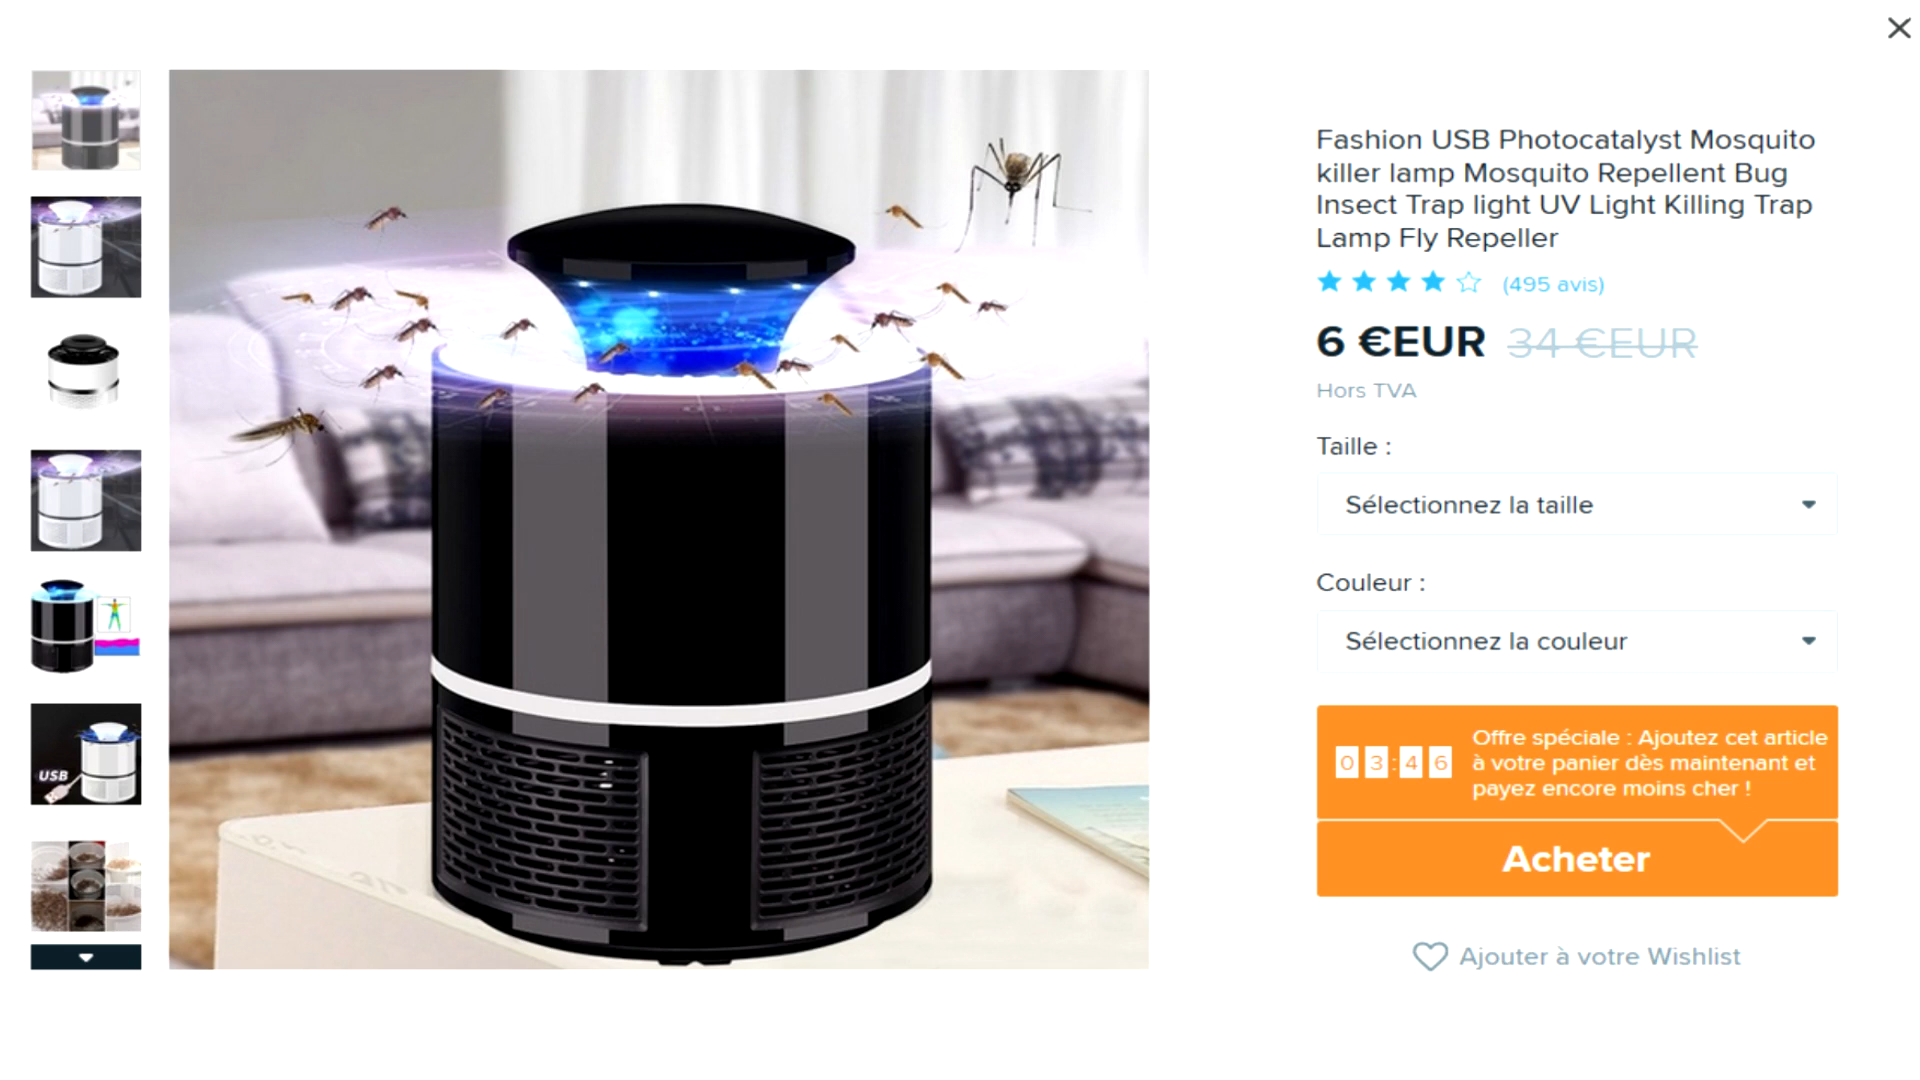 Fashion USB Photocatalyst Mosquito
killer lamp Mosquito Repellent Bug
Insect Trap light UV Light Killing Trap
Lamp Fly Repeller
(495 avis)
6 €EUR 34 €EUR
Hors TVA
Taille :
Sélectionnez la taille
Couleur :
Sélectionnez la couleur
03:46
Offre spéciale : Ajoutez cet article
à votre panier dès maintenant et
payez encore moins cher !
Acheter
Ajouter à votre Wishlist
USB